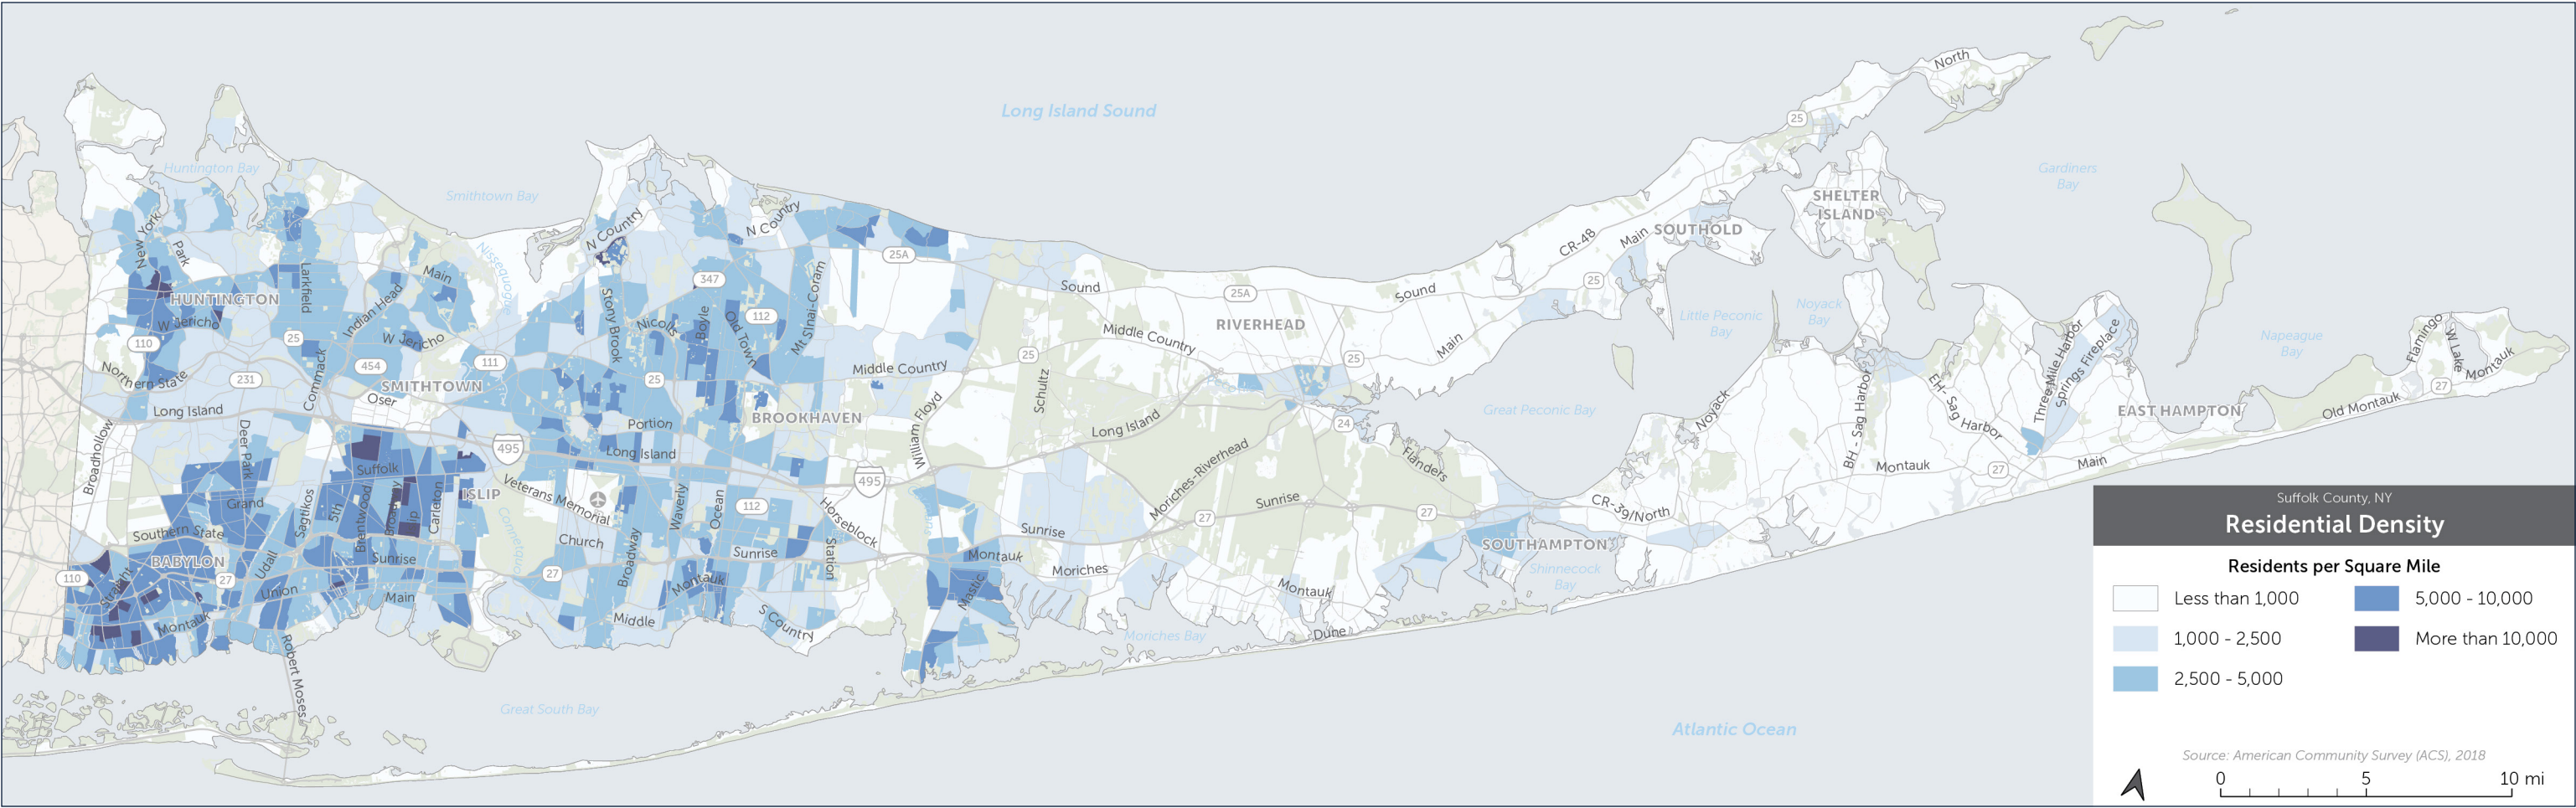 North
Long Island Sound
25
Huntington Bay
Smithtown Bay
Gardiners
Bay
SHELTER
ISLAND
New York
Park
N Country
N Country
SOUTHOLD
CR-48
Main
Nissequogue
25A
Main
Larkfield
347
Sound
25A
Sound
25
HUNTINGTON
Indian Head
Stony Brook
Nicolls
Boyle
Old Town
112
Mt Sinai-Coram
RIVERHEAD
Little Peconic
Bay
Noyack
Bay
Three Mile Harbor
Springs Fireplace
Napeague
Bay
Flamingo
W Lake
Montauk
27
W Jericho
W Jericho
110
25
Middle Country
Main
Northern State
231
Commack
454
111
SMITHTOWN
25
Middle Country
25
Schultz
25
Peconic
BH - Sag Harbor
EH- Sag Harbor
Noyack
Great Peconic Bay
EAST HAMPTON
Old Montauk
Oser
Long Island
Portion
BROOKHAVEN
William Floyd
Long Island
24
Broadhollow
Deer Park
495
Long Island
495
Moriches-Riverhead
Flanders
Montauk
27
Main
Suffolk
Grand
Sagtikos
5th
Brentwood
Broadway
Islip
Carleton
ISLIP
Veterans Memorial
Connetquot
Waverly
Ocean
112
Horseblock
Sunrise
27
27
CR-39/North
Southern State
Church
Broadway
Sunrise
Station
Sunrise
Montauk
SOUTHAMPTON
Shinnecock
Bay
BABYLON
110
Straight
27
Udall
Sunrise
27
Union
Main
Montauk
Montauk
Mastic
Moriches
Montauk
Middle
S Country
Dune
Moriches Bay
Robert Moses
Great South Bay
Atlantic Ocean
Suffolk County, NY
Residential Density
Residents per Square Mile
Less than 1,000
1,000 - 2,500
2,500 - 5,000
5,000 - 10,000
More than 10,000
Source: American Community Survey (ACS), 2018
0 5 10 mi